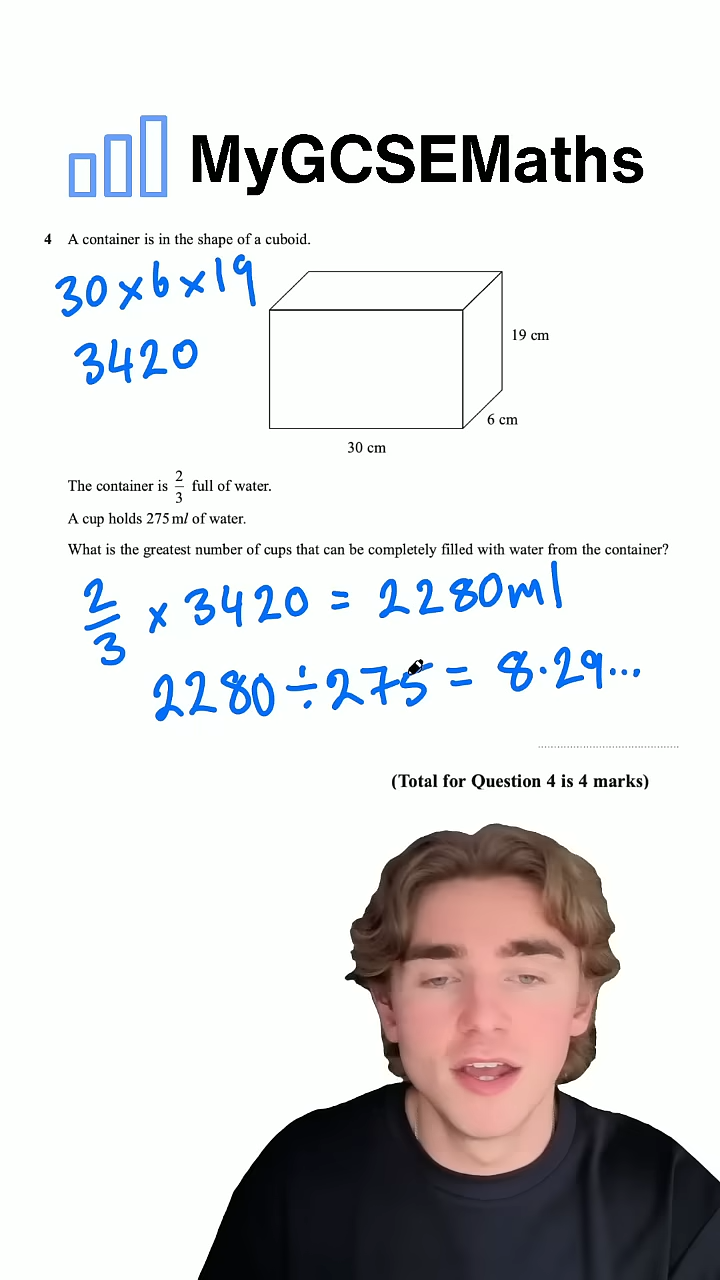 MyGCSEMaths
4 A container is in the shape of a cuboid.
30 × 6 × 19
3420
19 cm
6 cm
30 cm
The container is 2/3 full of water.
A cup holds 275 ml of water.
What is the greatest number of cups that can be completely filled with water from the container?
2/3 × 3420 = 2280ml
2280 ÷ 275 = 8.29...
(Total for Question 4 is 4 marks)